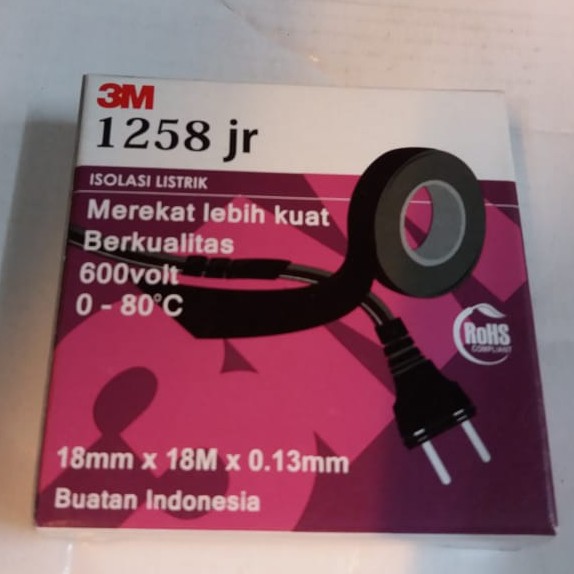 3M
1258 jr
ISOLASI LISTRIK
Merekat lebih kuat
Berkualitas
600volt
0 - 80°C
RoHS
COMPLIANT
18mm x 18M x 0.13mm
Buatan Indonesia